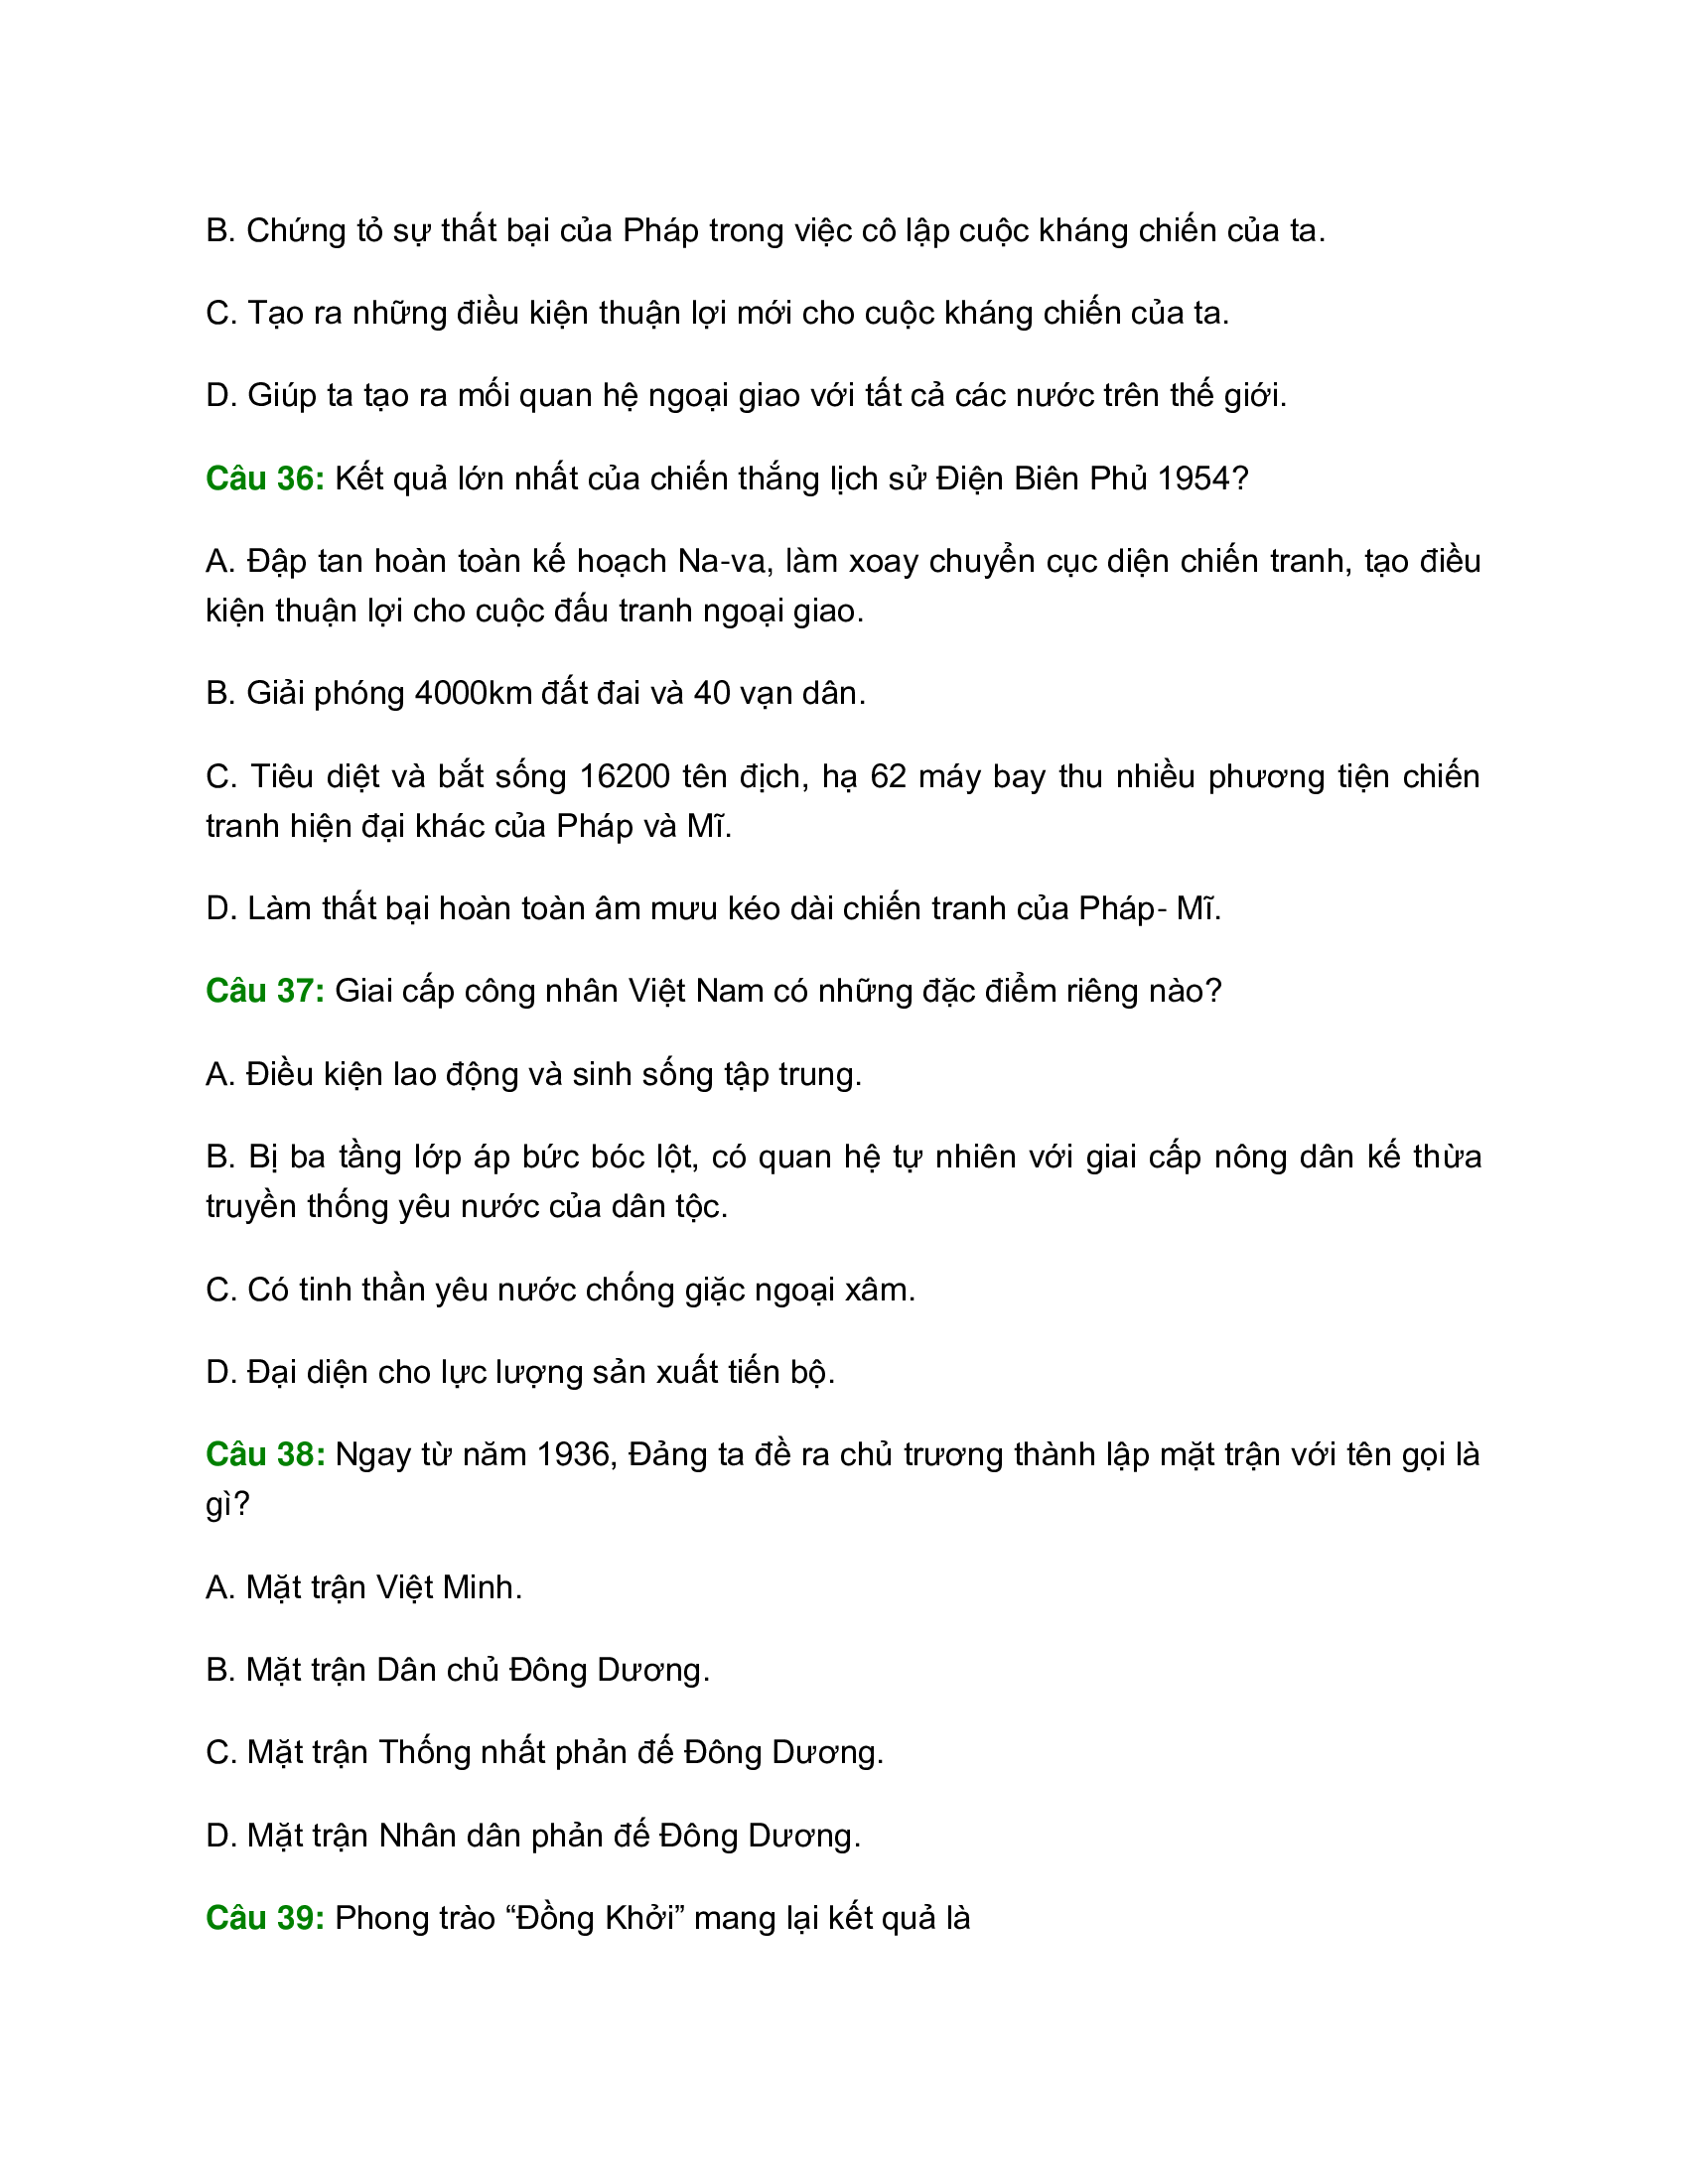 B. Chứng tỏ sự thất bại của Pháp trong việc cô lập cuộc kháng chiến của ta.
C. Tạo ra những điều kiện thuận lợi mới cho cuộc kháng chiến của ta.
D. Giúp ta tạo ra mối quan hệ ngoại giao với tất cả các nước trên thế giới.
Câu 36: Kết quả lớn nhất của chiến thắng lịch sử Điện Biên Phủ 1954?
A. Đập tan hoàn toàn kế hoạch Na-va, làm xoay chuyển cục diện chiến tranh, tạo điều
kiện thuận lợi cho cuộc đấu tranh ngoại giao.
B. Giải phóng 4000km đất đai và 40 vạn dân.
C. Tiêu diệt và bắt sống 16200 tên địch, hạ 62 máy bay thu nhiều phương tiện chiến
tranh hiện đại khác của Pháp và Mĩ.
D. Làm thất bại hoàn toàn âm mưu kéo dài chiến tranh của Pháp- Mĩ.
Câu 37: Giai cấp công nhân Việt Nam có những đặc điểm riêng nào?
A. Điều kiện lao động và sinh sống tập trung.
B. Bị ba tầng lớp áp bức bóc lột, có quan hệ tự nhiên với giai cấp nông dân kế thừa
truyền thống yêu nước của dân tộc.
C. Có tinh thần yêu nước chống giặc ngoại xâm.
D. Đại diện cho lực lượng sản xuất tiến bộ.
Câu 38: Ngay từ năm 1936, Đảng ta đề ra chủ trương thành lập mặt trận với tên gọi là
gì?
A. Mặt trận Việt Minh.
B. Mặt trận Dân chủ Đông Dương.
C. Mặt trận Thống nhất phản đế Đông Dương.
D. Mặt trận Nhân dân phản đế Đông Dương.
Câu 39: Phong trào “Đồng Khởi” mang lại kết quả là